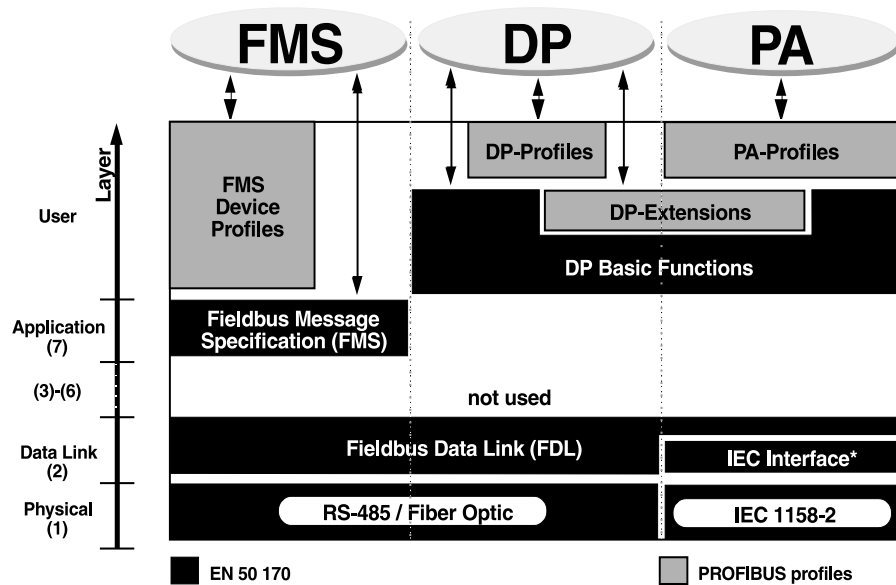 FMS
DP
PA
Layer
User
FMS
Device
Profiles
DP-Profiles
PA-Profiles
DP-Extensions
DP Basic Functions
Application
(7)
Fieldbus Message
Specification (FMS)
(3)-(6)
not used
Data Link
(2)
Fieldbus Data Link (FDL)
IEC Interface*
Physical
(1)
RS-485 / Fiber Optic
IEC 1158-2
EN 50 170
PROFIBUS profiles